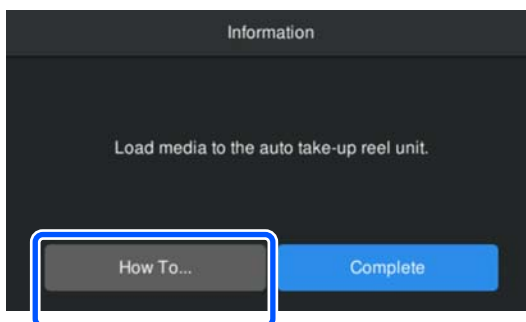 Information
Load media to the auto take-up reel unit.
How To...
Complete